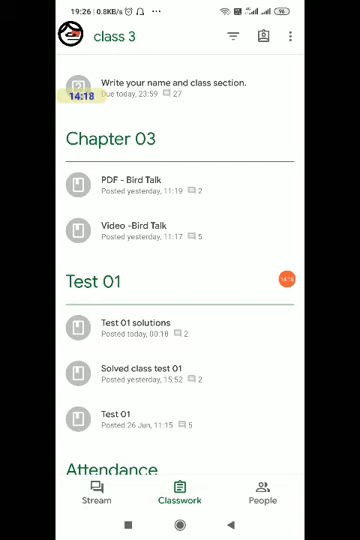 19:26 | 0.8KB/s
96
class 3
Write your name and class section.
Due today, 23:59 27
14:18
Chapter 03
PDF - Bird Talk
Posted yesterday, 11:19 2
Video -Bird Talk
Posted yesterday, 11:17 5
Test 01
14:19
Test 01 solutions
Posted today, 00:18 2
Solved class test 01
Posted yesterday, 15:52 2
Test 01
Posted 26 Jun, 11:15 5
Attendance
Stream
Classwork
People